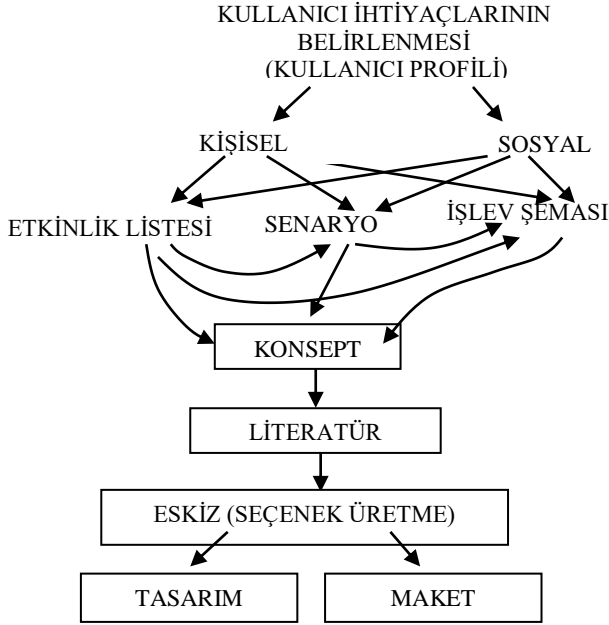 KULLANICI İHTİYAÇLARININ
BELİRLENMESİ
(KULLANICI PROFİLİ)
KİŞİSEL
SOSYAL
ETKİNLİK LİSTESİ
SENARYO
İŞLEV ŞEMASI
KONSEPT
LİTERATÜR
ESKİZ (SEÇENEK ÜRETME)
TASARIM
MAKET